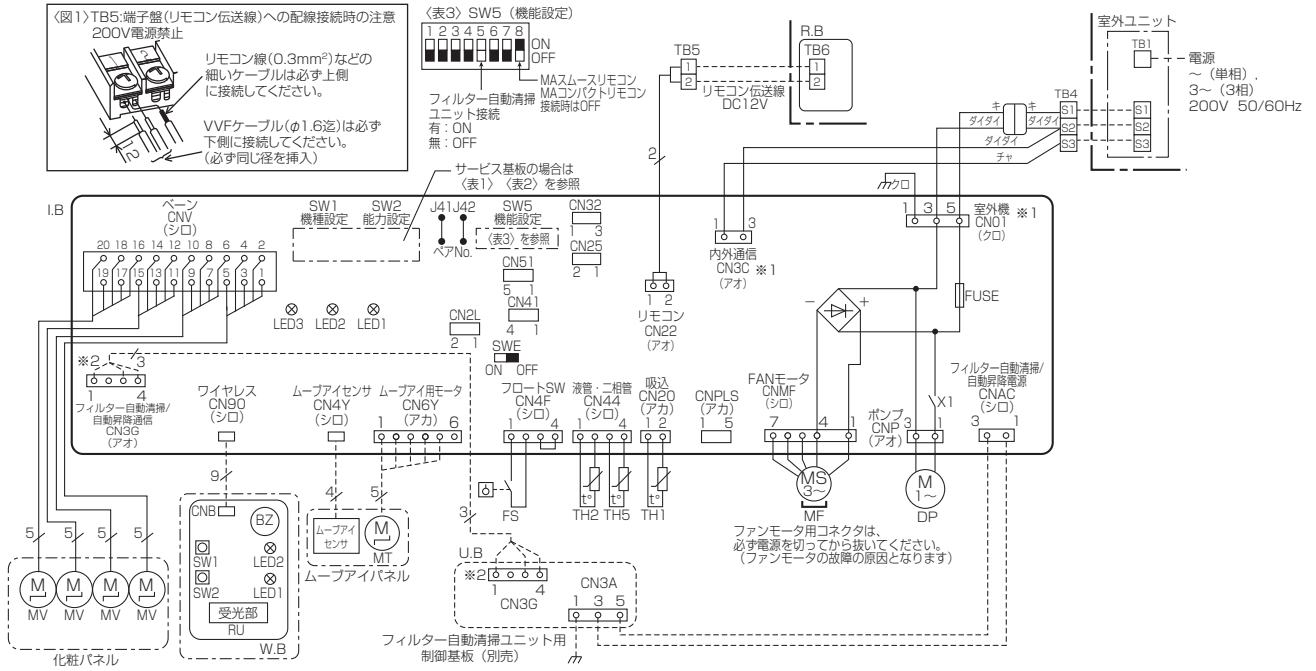 〈図1〉TB5:端子盤(リモコン伝送線)への配線接続時の注意
200V電源禁止
リモコン線(0.3mm²)などの
細いケーブルは必ず上側
に接続してください。
VVFケーブル(φ1.6迄)は必ず
下側に接続してください。
(必ず同じ径を挿入)
12
〈表3〉SW5(機能設定)
1 2 3 4 5 6 7 8
ON
OFF
MAスムースリモコン
MAコンパクトリモコン
接続時はOFF
フィルター自動清掃
ユニット接続
有:ON
無:OFF
サービス基板の場合は
〈表1〉〈表2〉を参照
TB5
1
2
リモコン伝送線
DC12V
R.B
TB6
1
2
2
室外ユニット
TB1
電源
~(単相),
3~(3相)
200V 50/60Hz
TB4
S1
S2
S3
S1
S2
S3
キ
キ
ダイダイ
ダイダイ
ダイダイ
チャ
クロ
I.B
ベーン
CNV
(シロ)
20 18 16 14 12 10 8 6 4 2
19 17 15 13 11 9 7 5 3 1
SW1
機種設定
SW2
能力設定
J41 J42
ペアNo.
SW5
機能設定
〈表3〉を参照
CN32
1 3
CN25
2 1
CN51
5 1
CN41
4 1
CN2L
2 1
SWE
ON OFF
LED3 LED2 LED1
1 2
リモコン
CN22
(アオ)
1 3
内外通信
CN3C ※1
(アオ)
1 3 5
室外機 ※1
CN01
(クロ)
FUSE
− +
X1
※2
3
1 4
フィルター自動清掃/
自動昇降通信
CN3G
(アオ)
ワイヤレス
CN90
(シロ)
ムーブアイセンサ
CN4Y
(シロ)
ムーブアイ用モータ
CN6Y
(アカ)
1 6
フロートSW
CN4F
(シロ)
1 4
液管・二相管
CN44
(シロ)
1 4
吸込
CN20
(アカ)
1 2
CNPLS
(アカ)
1 5
FANモータ
CNMF
(シロ)
7 4 1
ポンプ
CNP
(アオ)
3 1
フィルター自動清掃/
自動昇降電源
CNAC
(シロ)
3 1
5 5 5 5
M M M M
MV MV MV MV
化粧パネル
9
CNB
BZ
SW1
SW2
LED2
LED1
受光部
RU
W.B
4
5
ムーブアイ
センサ
M
MT
ムーブアイパネル
FS
3
t° t° t°
TH2 TH5 TH1
MS
3~
MF
M
1~
DP
ファンモータ用コネクタは、
必ず電源を切ってから抜いてください。
(ファンモータの故障の原因となります)
U.B
※2
1 4
CN3G
CN3A
1 3 5
フィルター自動清掃ユニット用
制御基板(別売)